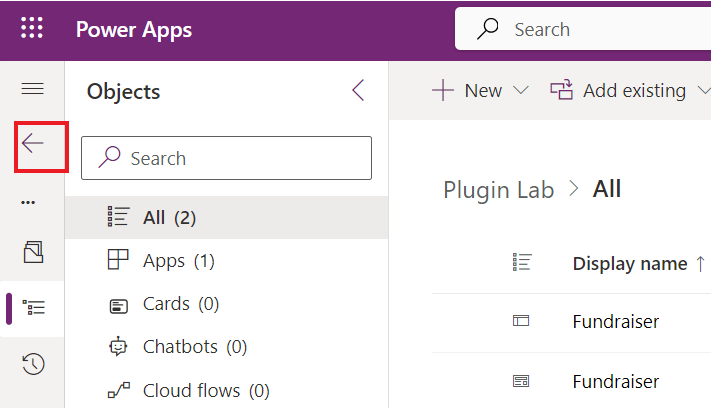 Power Apps
Search
Objects
New
Add existing
Search
Plugin Lab > All
All (2)
Apps (1)
Cards (0)
Chatbots (0)
Cloud flows (0)
Display name ↑
Fundraiser
Fundraiser